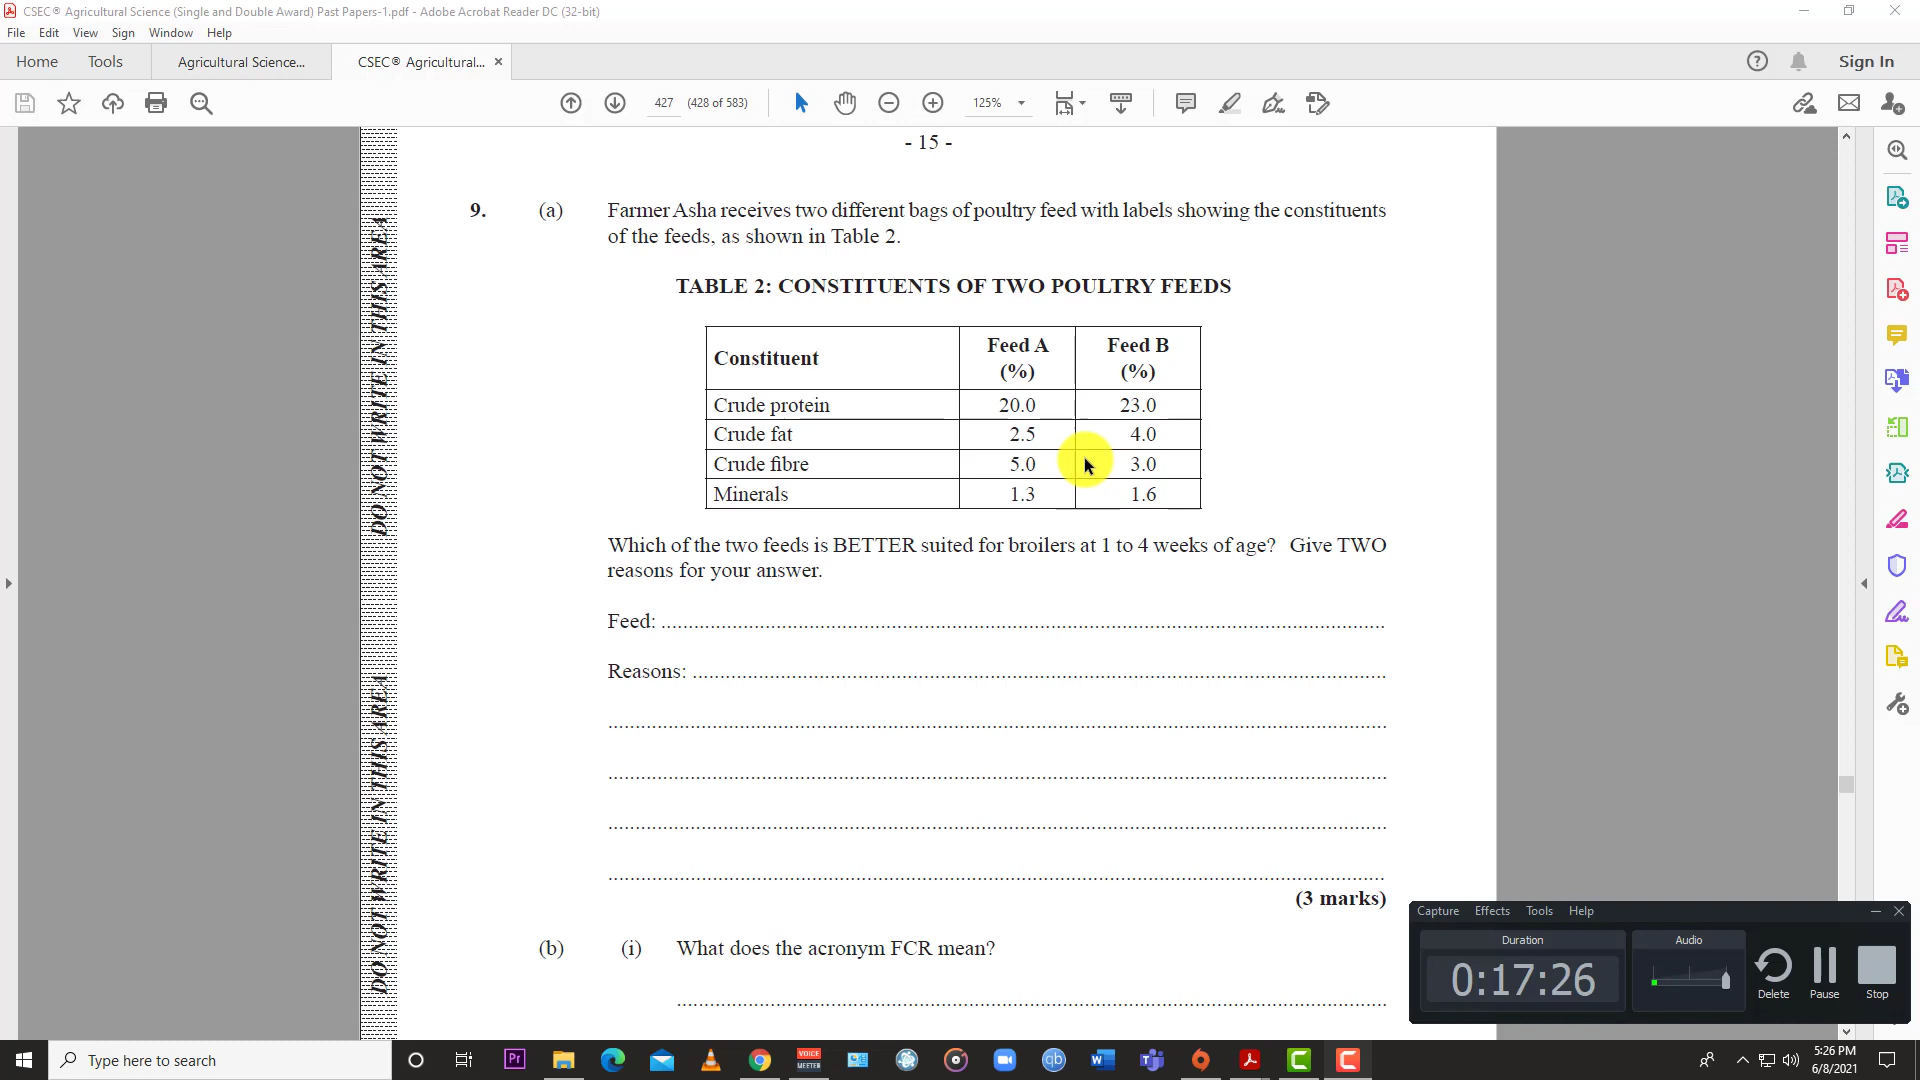 CSEC® Agricultural Science (Single and Double Award) Past Papers-1.pdf - Adobe Acrobat Reader DC (32-bit)
File Edit View Sign Window Help
Home Tools Agricultural Science... CSEC® Agricultural... × Sign In
427 (428 of 583) 125%
- 15 -
9. (a) Farmer Asha receives two different bags of poultry feed with labels showing the constituents
of the feeds, as shown in Table 2.
TABLE 2: CONSTITUENTS OF TWO POULTRY FEEDS
Constituent Feed A (%) Feed B (%)
Crude protein 20.0 23.0
Crude fat 2.5 4.0
Crude fibre 5.0 3.0
Minerals 1.3 1.6
Which of the two feeds is BETTER suited for broilers at 1 to 4 weeks of age? Give TWO
reasons for your answer.
Feed:
Reasons:
(3 marks)
(b) (i) What does the acronym FCR mean?
DO NOT WRITE IN THIS AREA
DO NOT WRITE IN THIS AREA
Capture Effects Tools Help
Duration Audio
0:17:26
Delete Pause Stop
Type here to search
Pr
VOICE MEETER
qb
5:26 PM
6/8/2021